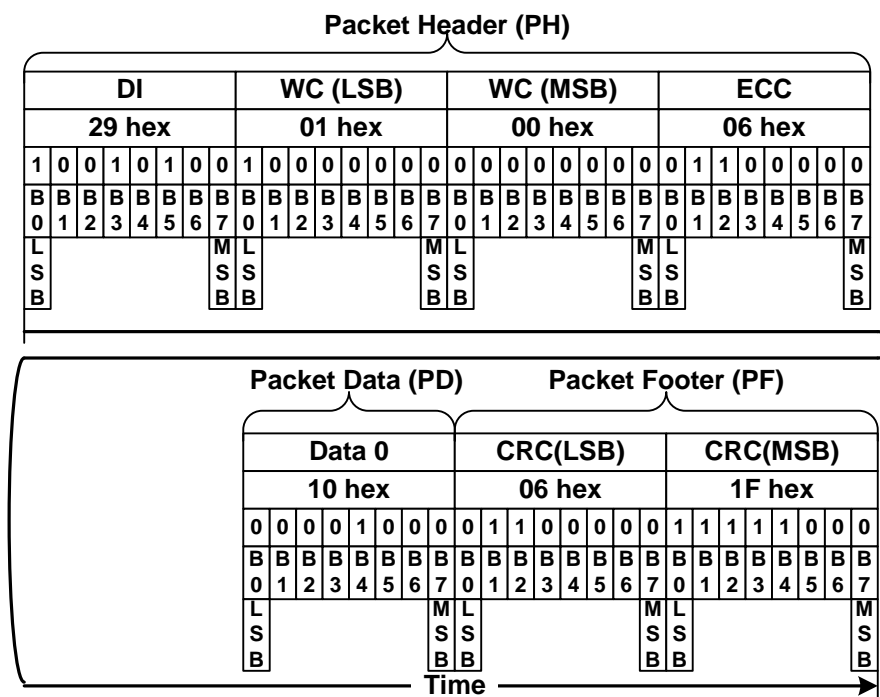 Packet Header (PH)
DI WC (LSB) WC (MSB) ECC
29 hex 01 hex 00 hex 06 hex
1 0 0 1 0 1 0 0 1 0 0 0 0 0 0 0 0 0 0 0 0 0 0 0 0 1 1 0 0 0 0 0
B B B B B B B B B B B B B B B B B B B B B B B B B B B B B B B B
0 1 2 3 4 5 6 7 0 1 2 3 4 5 6 7 0 1 2 3 4 5 6 7 0 1 2 3 4 5 6 7
L M L M L M L M
S S S S S S S S
B B B B B B B B
Packet Data (PD) Packet Footer (PF)
Data 0 CRC(LSB) CRC(MSB)
10 hex 06 hex 1F hex
0 0 0 0 1 0 0 0 0 1 1 0 0 0 0 0 1 1 1 1 1 0 0 0
B B B B B B B B B B B B B B B B B B B B B B B B
0 1 2 3 4 5 6 7 0 1 2 3 4 5 6 7 0 1 2 3 4 5 6 7
L M L M L M
S S S S S S
B B B B B B
Time